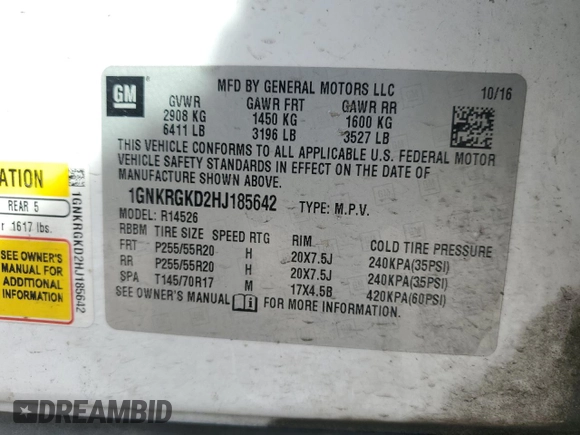 GM
MFD BY GENERAL MOTORS LLC 10/16
GVWR GAWR FRT GAWR RR
2908 KG 1450 KG 1600 KG
6411 LB 3196 LB 3527 LB
THIS VEHICLE CONFORMS TO ALL APPLICABLE U.S. FEDERAL MOTOR
VEHICLE SAFETY STANDARDS IN EFFECT ON THE DATE OF
MANUFACTURE SHOWN ABOVE.
1GNKRGKD2HJ185642 TYPE: M.P.V.
MODEL: R14526
RBBM TIRE SIZE SPEED RTG RIM COLD TIRE PRESSURE
FRT P255/55R20 H 20X7.5J 240KPA(35PSI)
RR P255/55R20 H 20X7.5J 240KPA(35PSI)
SPA T145/70R17 M 17X4.5B 420KPA(60PSI)
SEE OWNER'S MANUAL FOR MORE INFORMATION.
ATION
REAR 5
r 1617 lbs.
SEE OWNER'S
MANUAL FOR
ADDITIONAL
INFORMATION
1GNKRGKD2HJ185642
DREAMBID